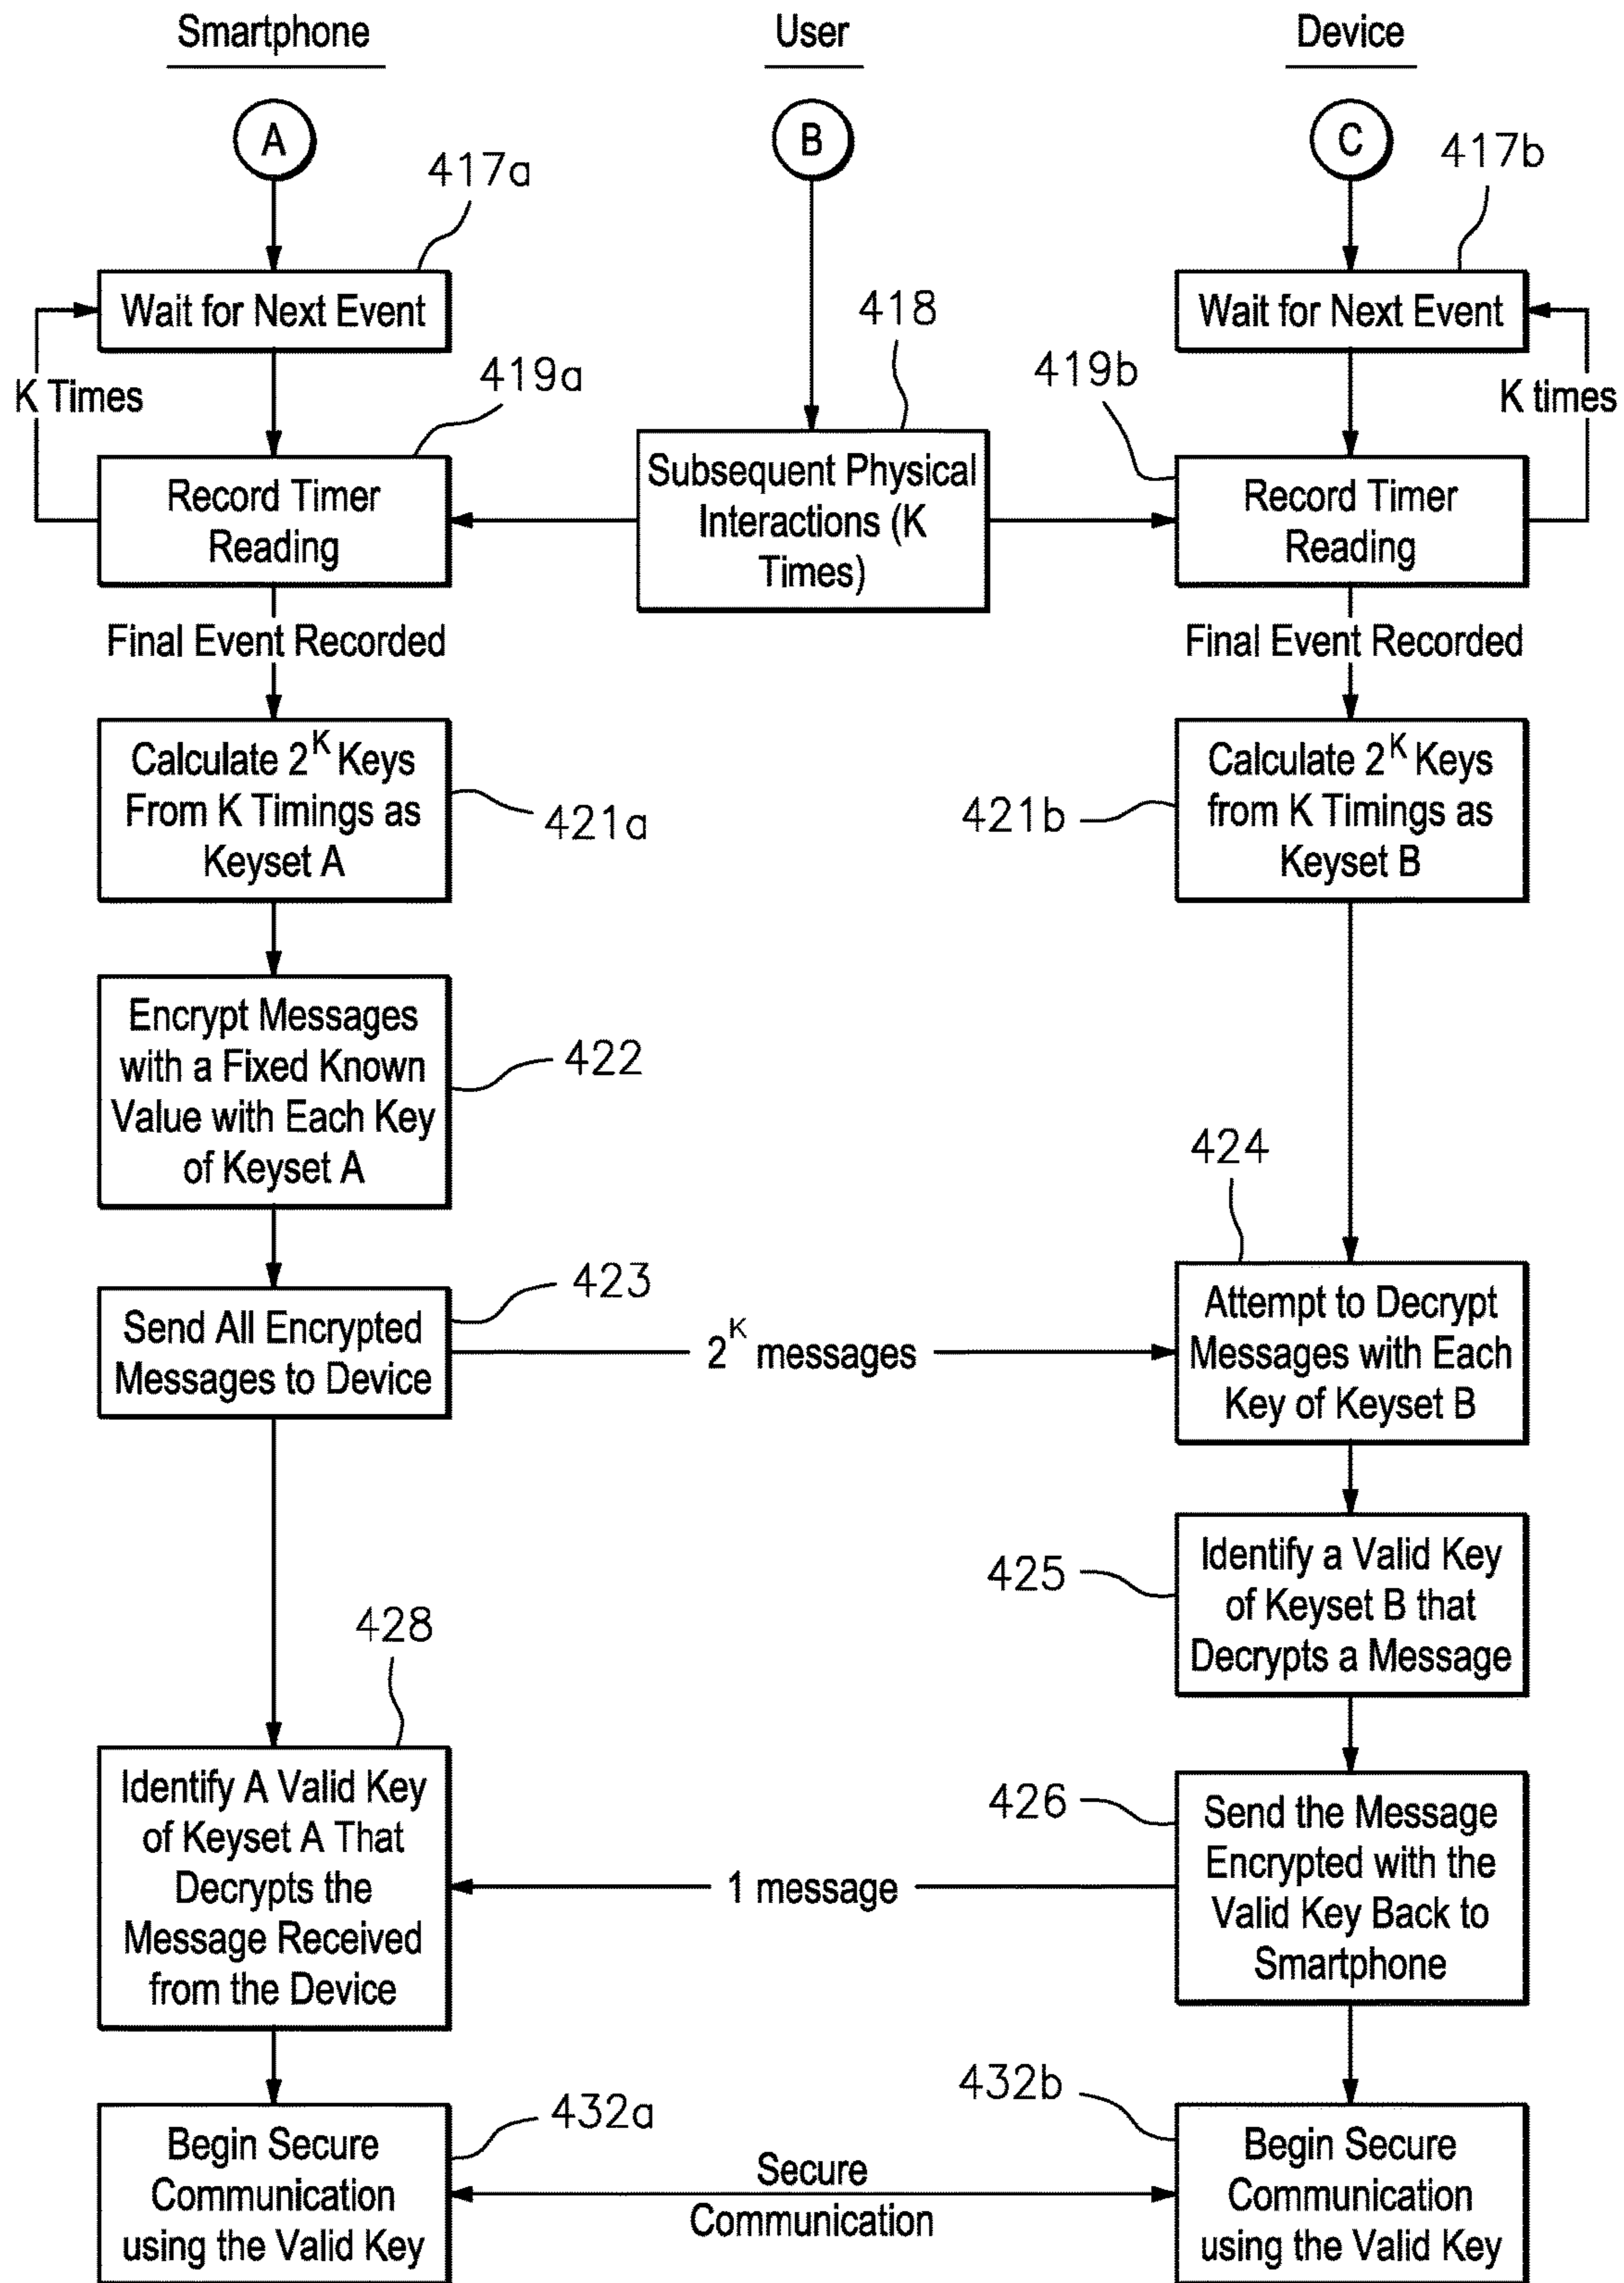 Smartphone
User
Device
A
B
C
417a
417b
Wait for Next Event
418
Wait for Next Event
K Times
419a
419b
K times
Record Timer
Reading
Subsequent Physical
Interactions (K
Times)
Record Timer
Reading
Final Event Recorded
Final Event Recorded
Calculate 2^K Keys
From K Timings as
Keyset A
421a
421b
Calculate 2^K Keys
from K Timings as
Keyset B
Encrypt Messages
with a Fixed Known
Value with Each Key
of Keyset A
422
424
423
Send All Encrypted
Messages to Device
2^K messages
Attempt to Decrypt
Messages with Each
Key of Keyset B
425
Identify a Valid Key
of Keyset B that
Decrypts a Message
428
Identify A Valid Key
of Keyset A That
Decrypts the
Message Received
from the Device
1 message
426
Send the Message
Encrypted with the
Valid Key Back to
Smartphone
432a
432b
Begin Secure
Communication
using the Valid Key
Secure
Communication
Begin Secure
Communication
using the Valid Key